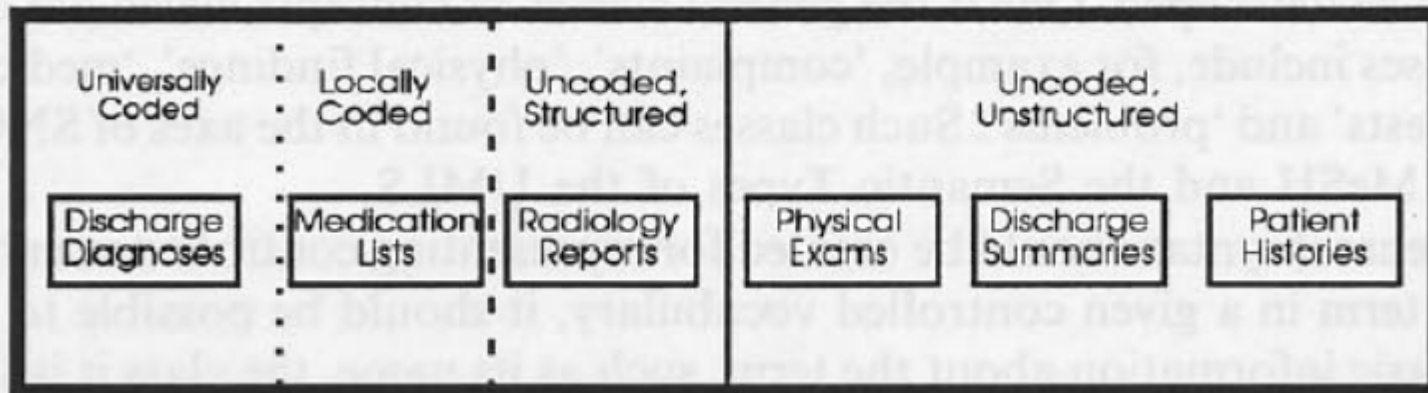 Universally
Coded
Locally
Coded
Uncoded,
Structured
Uncoded,
Unstructured
Discharge
Diagnoses
Medication
Lists
Radiology
Reports
Physical
Exams
Discharge
Summaries
Patient
Histories